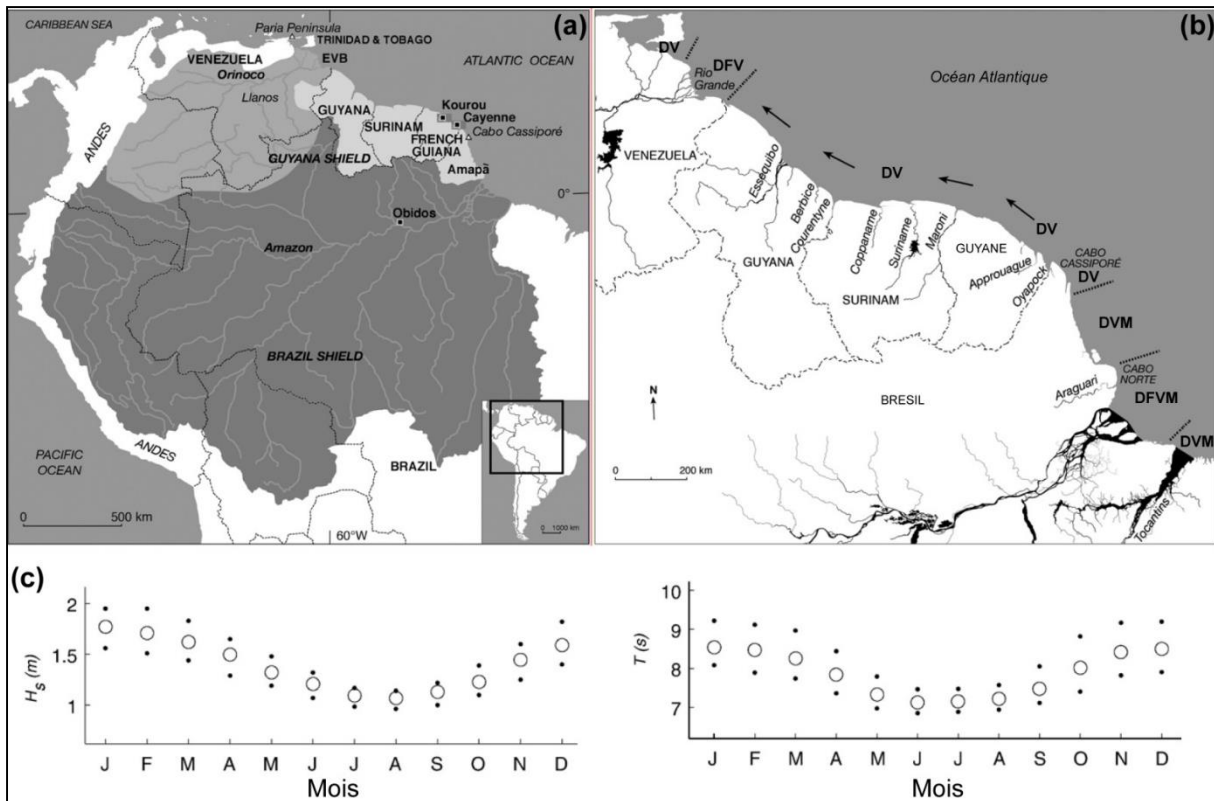 (a)
CARIBBEAN SEA
Paria Peninsula
TRINIDAD & TOBAGO
ATLANTIC OCEAN
VENEZUELA
EVB
Orinoco
Llanos
GUYANA
Kourou
Cayenne
SURINAM
Cabo Cassiporé
FRENCH
GUIANA
ANDES
GUYANA SHIELD
Amapã
0°
Obidos
Amazon
BRAZIL SHIELD
PACIFIC
OCEAN
ANDES
BRAZIL
0 500 km
60°W
0 1000 km
(b)
DV
Rio
Grande
DFV
Océan Atlantique
VENEZUELA
Essequibo
DV
Berbice
Courentyne
Coppaname
Suriname
Maroni
DV
GUYANA
GUYANE
SURINAM
Approuague
Oyapock
CABO
CASSIPORÉ
DV
DVM
N
BRESIL
Araguari
CABO
NORTE
DFVM
DVM
0 200 km
Tocantins
(c)
2
1.5
1
Hs (m)
J F M A M J J A S O N D
Mois
10
9
8
7
T (s)
J F M A M J J A S O N D
Mois